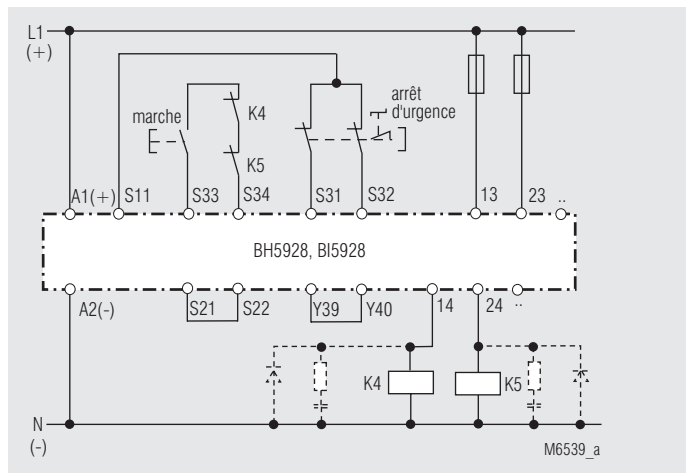 L1
(+)
marche
K4
K5
arrêt
d'urgence
A1(+) S11 S33 S34 S31 S32 13 23 ..
BH5928, BI5928
A2(-) S21 S22 Y39 Y40 14 24 ..
K4 K5
N
(-)
M6539_a